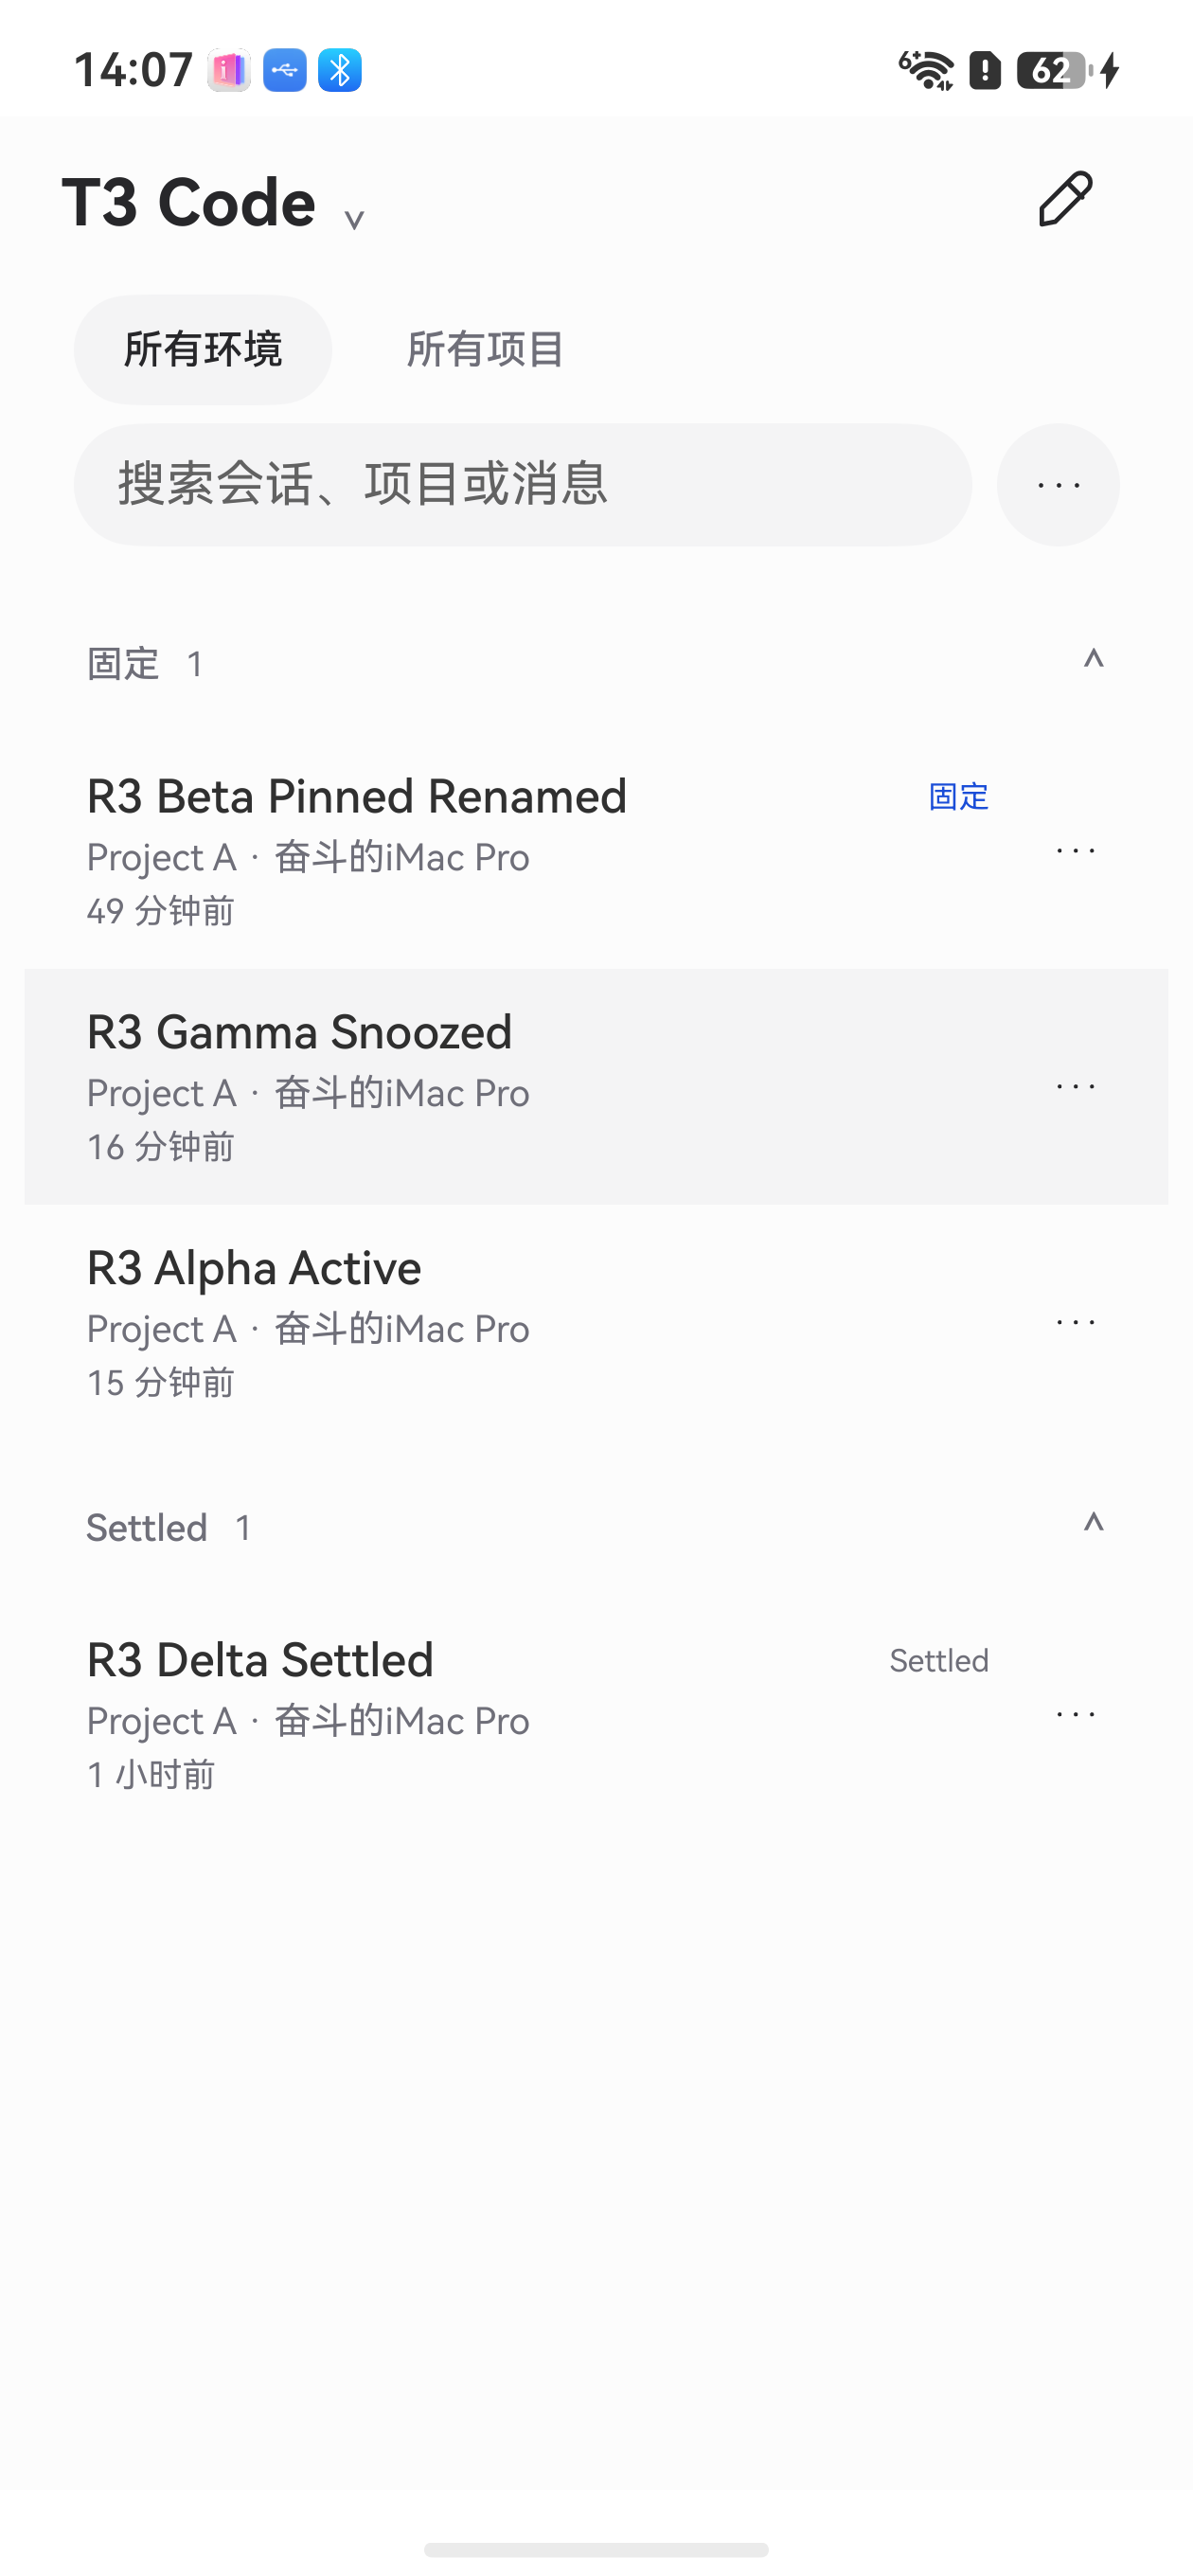 14:07
6+
62
T3 Code
所有环境 所有项目
搜索会话、项目或消息
固定 1
R3 Beta Pinned Renamed 固定
Project A · 奋斗的iMac Pro
49 分钟前
R3 Gamma Snoozed
Project A · 奋斗的iMac Pro
16 分钟前
R3 Alpha Active
Project A · 奋斗的iMac Pro
15 分钟前
Settled 1
R3 Delta Settled Settled
Project A · 奋斗的iMac Pro
1 小时前